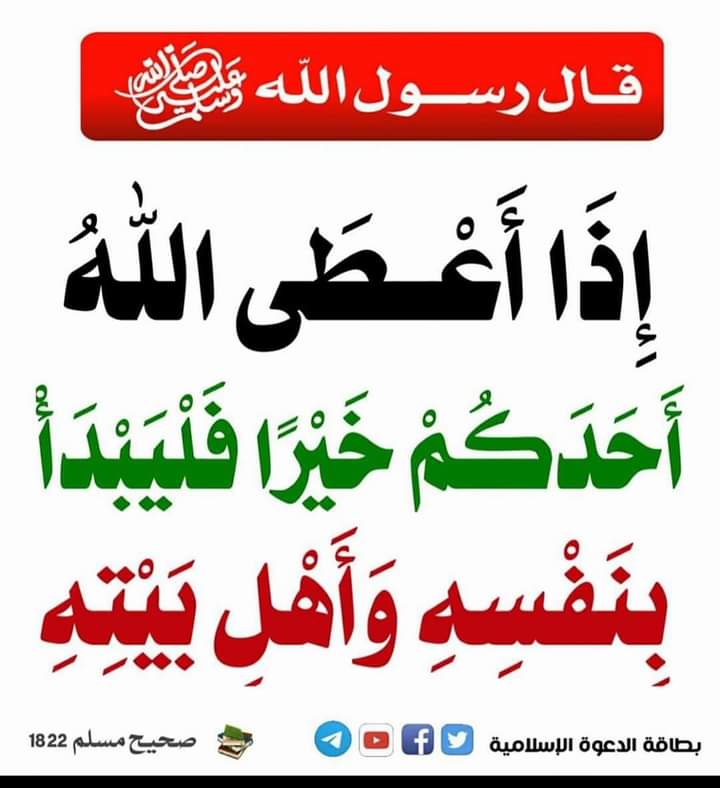 قال رسول الله صلى الله عليه وسلم
إِذَا أَعْطَى اللّٰهُ
أَحَدَكُمْ خَيْرًا فَلْيَبْدَأْ
بِنَفْسِهِ وَأَهْلِ بَيْتِهِ
بطاقة الدعوة الإسلامية
صحيح مسلم 1822